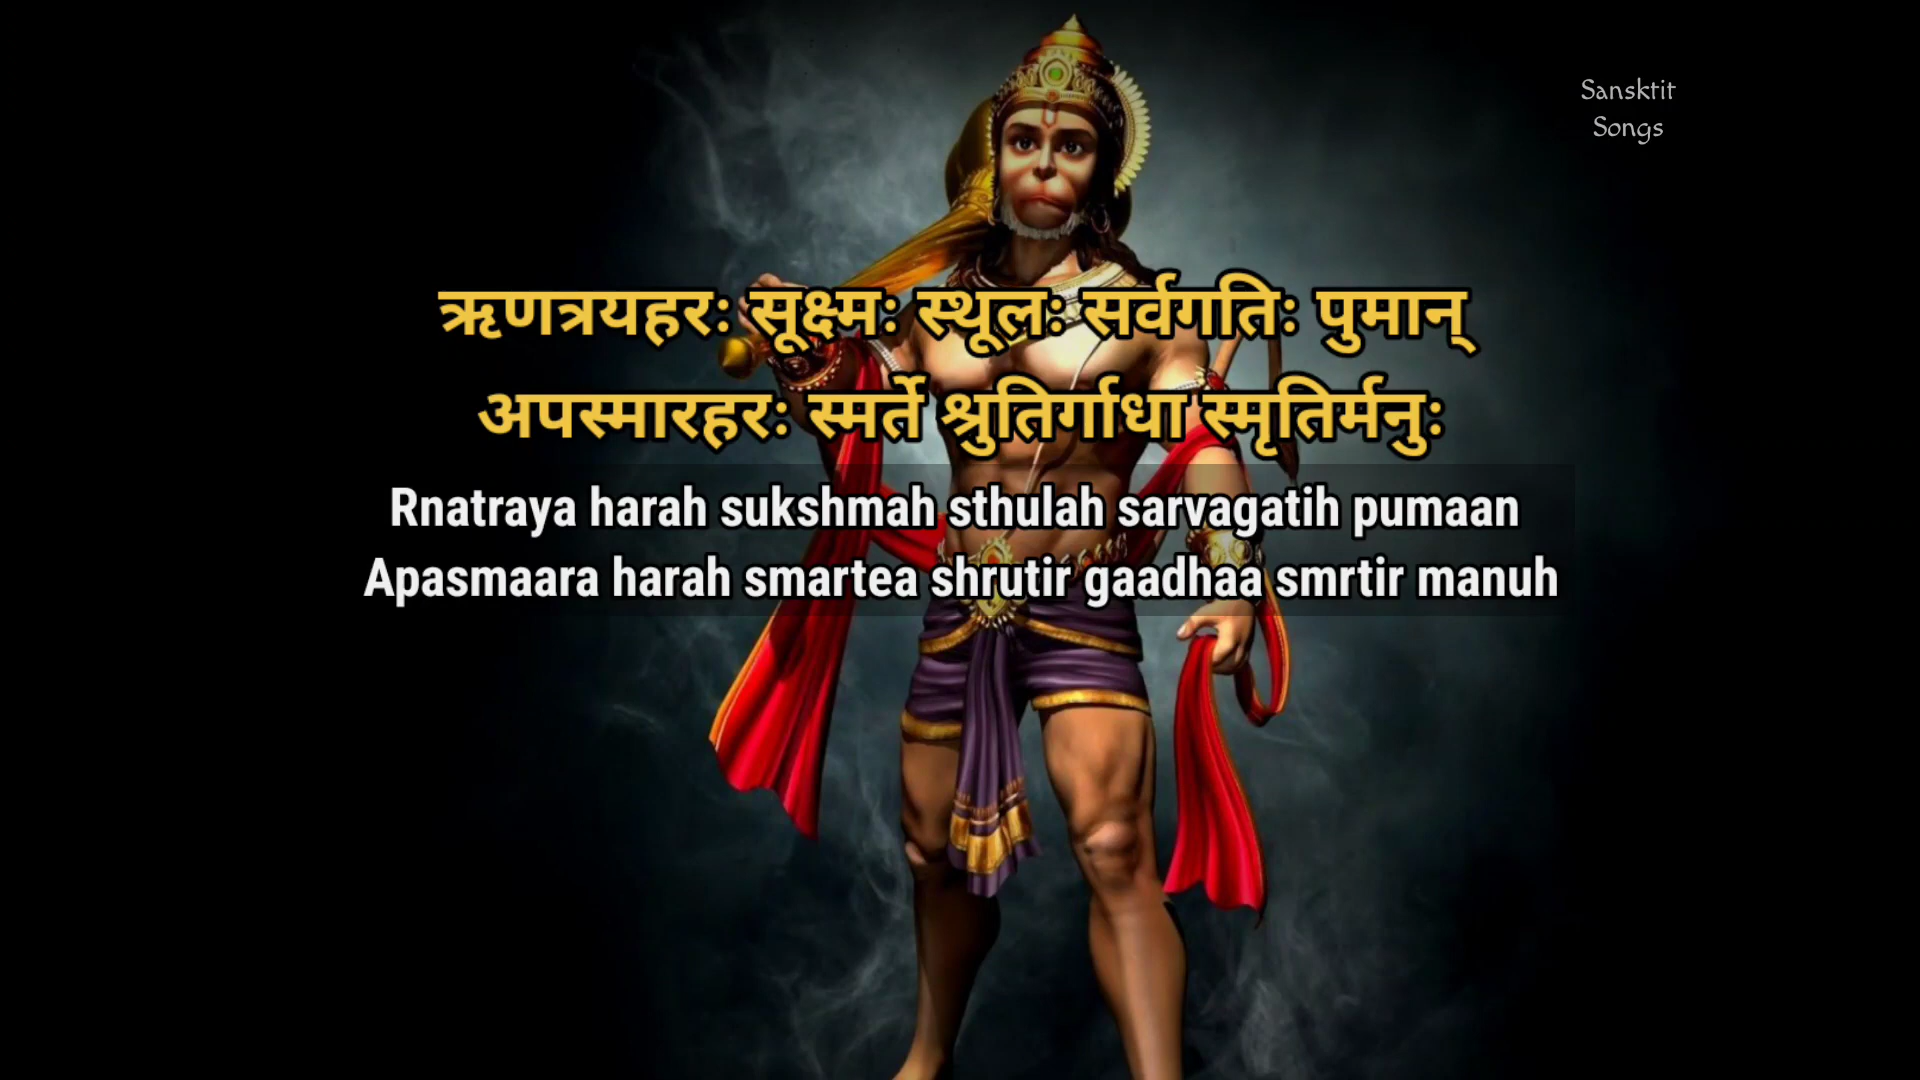 Sansktit
Songs
ऋणत्रयहरः सूक्ष्मः स्थूलः सर्वगतिः पुमान्
अपस्मारहरः स्मर्ते श्रुतिर्गाधा स्मृतिर्मनुः
Rnatraya harah sukshmah sthulah sarvagatih pumaan
Apasmaara harah smartea shrutir gaadhaa smrtir manuh